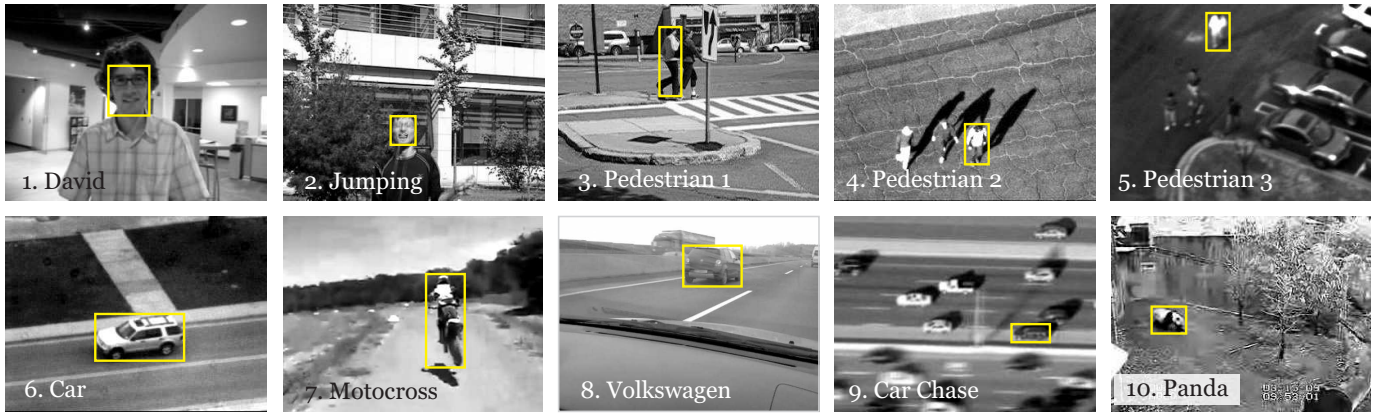 1. David
2. Jumping
3. Pedestrian 1
4. Pedestrian 2
5. Pedestrian 3
6. Car
7. Motocross
8. Volkswagen
9. Car Chase
10. Panda